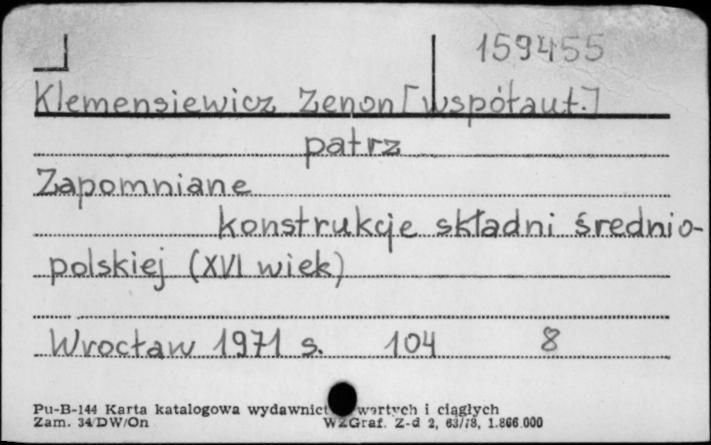 159455
Klemensiewicz Zenon [współaut.]
patrz
Zapomniane
konstrukcje składni średnio-
polskiej (XVI wiek)
Wrocław 1971 s. 104 8
Pu-B-144 Karta katalogowa wydawnict wartych i ciągłych
Zam. 34/DW/On WZGraf. Z-d 2, 63/78, 1.866.000